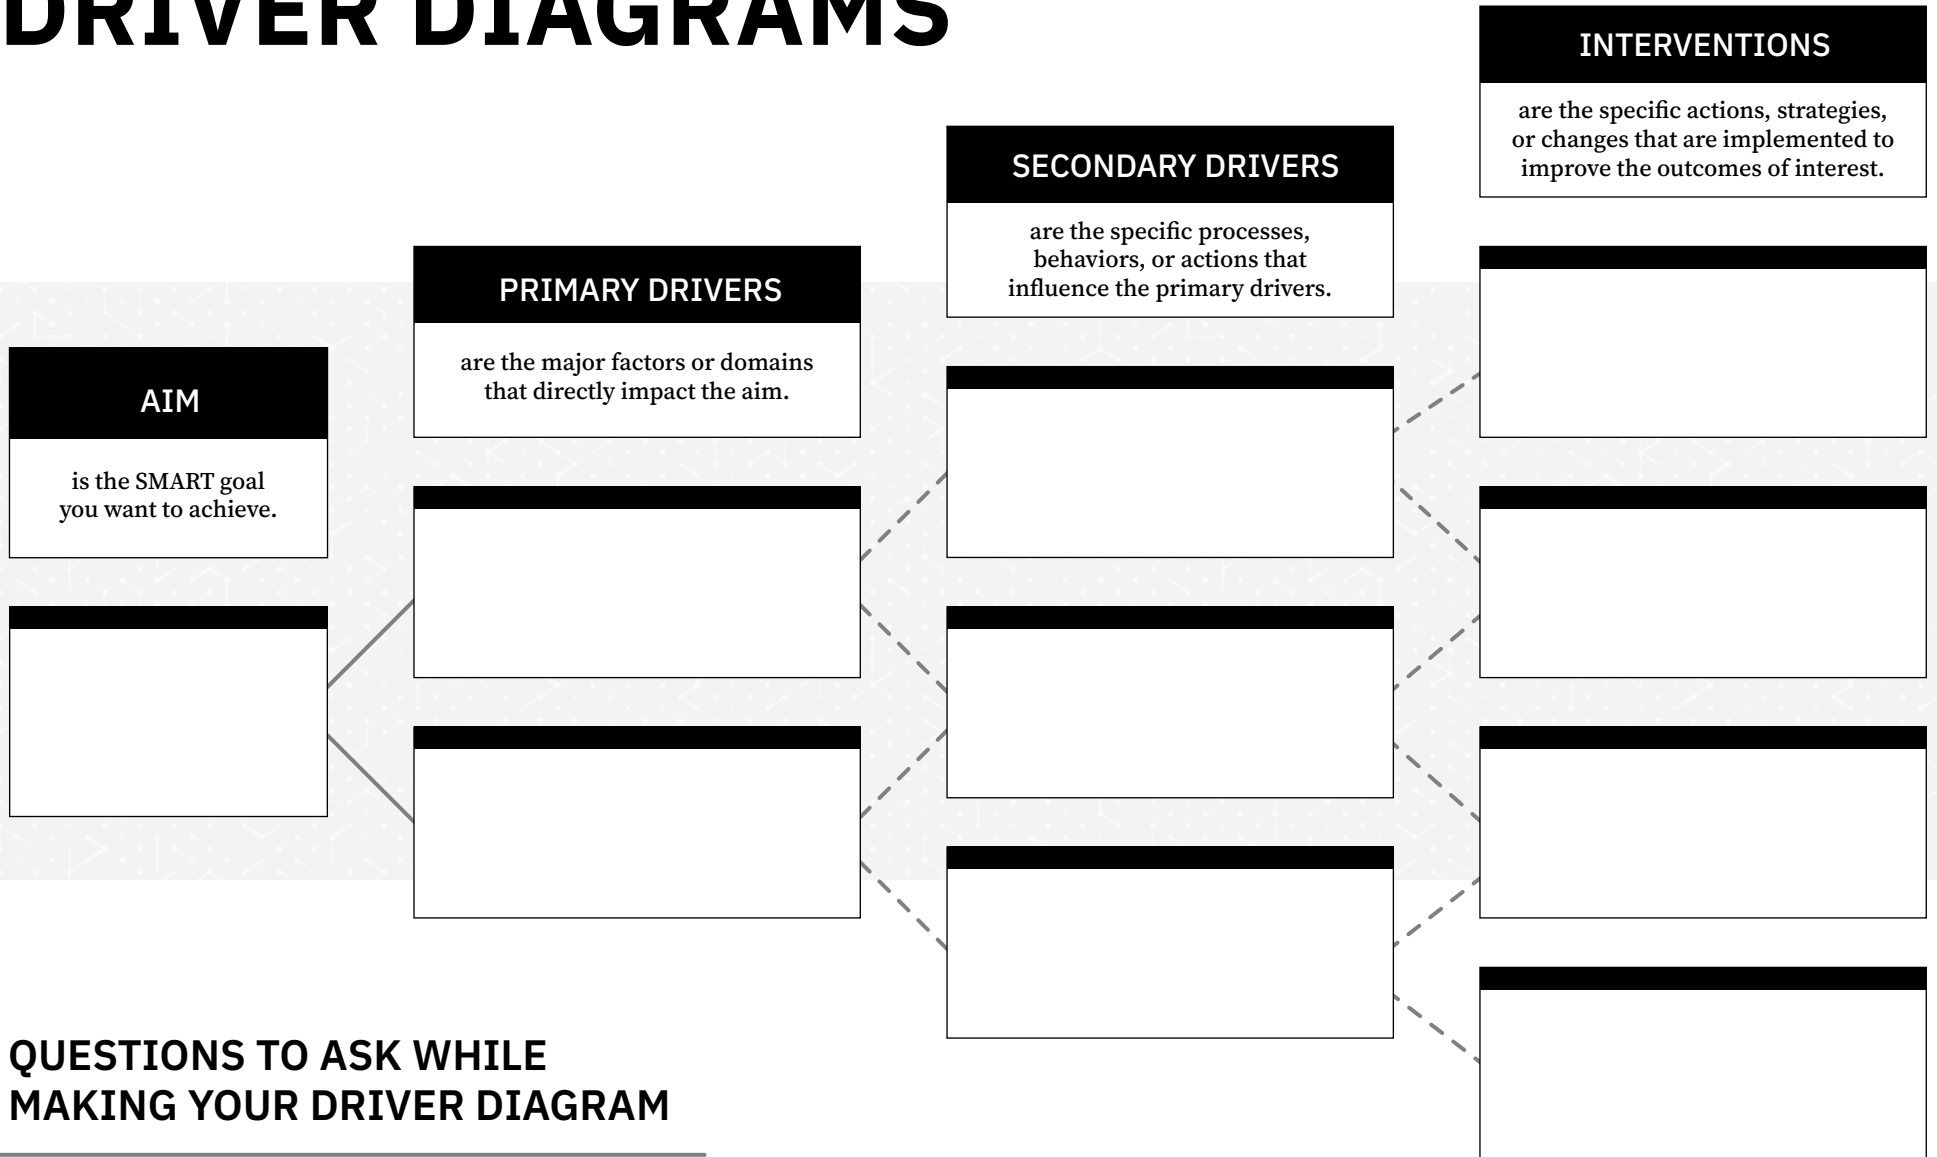 DRIVER DIAGRAMS
AIM
is the SMART goal
you want to achieve.
PRIMARY DRIVERS
are the major factors or domains
that directly impact the aim.
SECONDARY DRIVERS
are the specific processes,
behaviors, or actions that
influence the primary drivers.
INTERVENTIONS
are the specific actions, strategies,
or changes that are implemented to
improve the outcomes of interest.
QUESTIONS TO ASK WHILE
MAKING YOUR DRIVER DIAGRAM